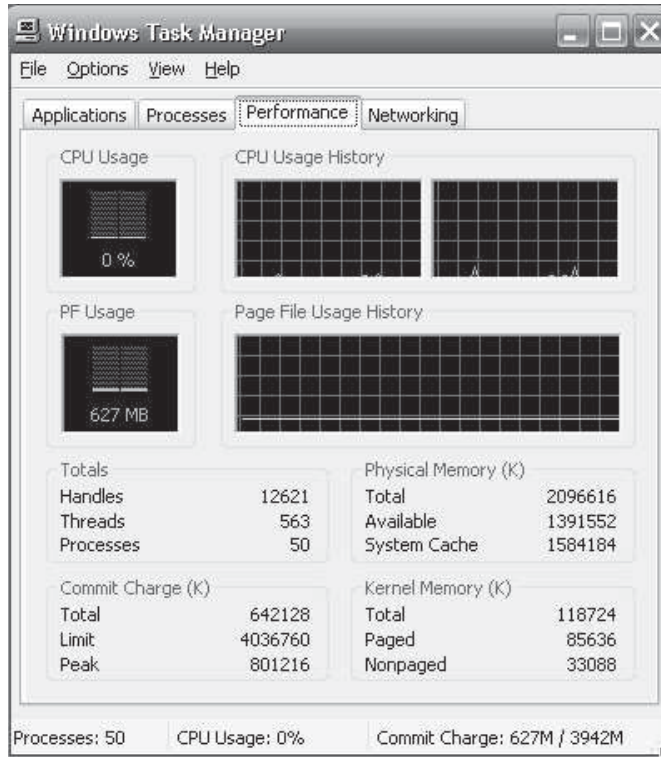 Windows Task Manager
File Options View Help
Applications Processes Performance Networking
CPU Usage
0 %
CPU Usage History
PF Usage
627 MB
Page File Usage History
Totals
Handles 12621
Threads 563
Processes 50
Physical Memory (K)
Total 2096616
Available 1391552
System Cache 1584184
Commit Charge (K)
Total 642128
Limit 4036760
Peak 801216
Kernel Memory (K)
Total 118724
Paged 85636
Nonpaged 33088
Processes: 50 CPU Usage: 0% Commit Charge: 627M / 3942M